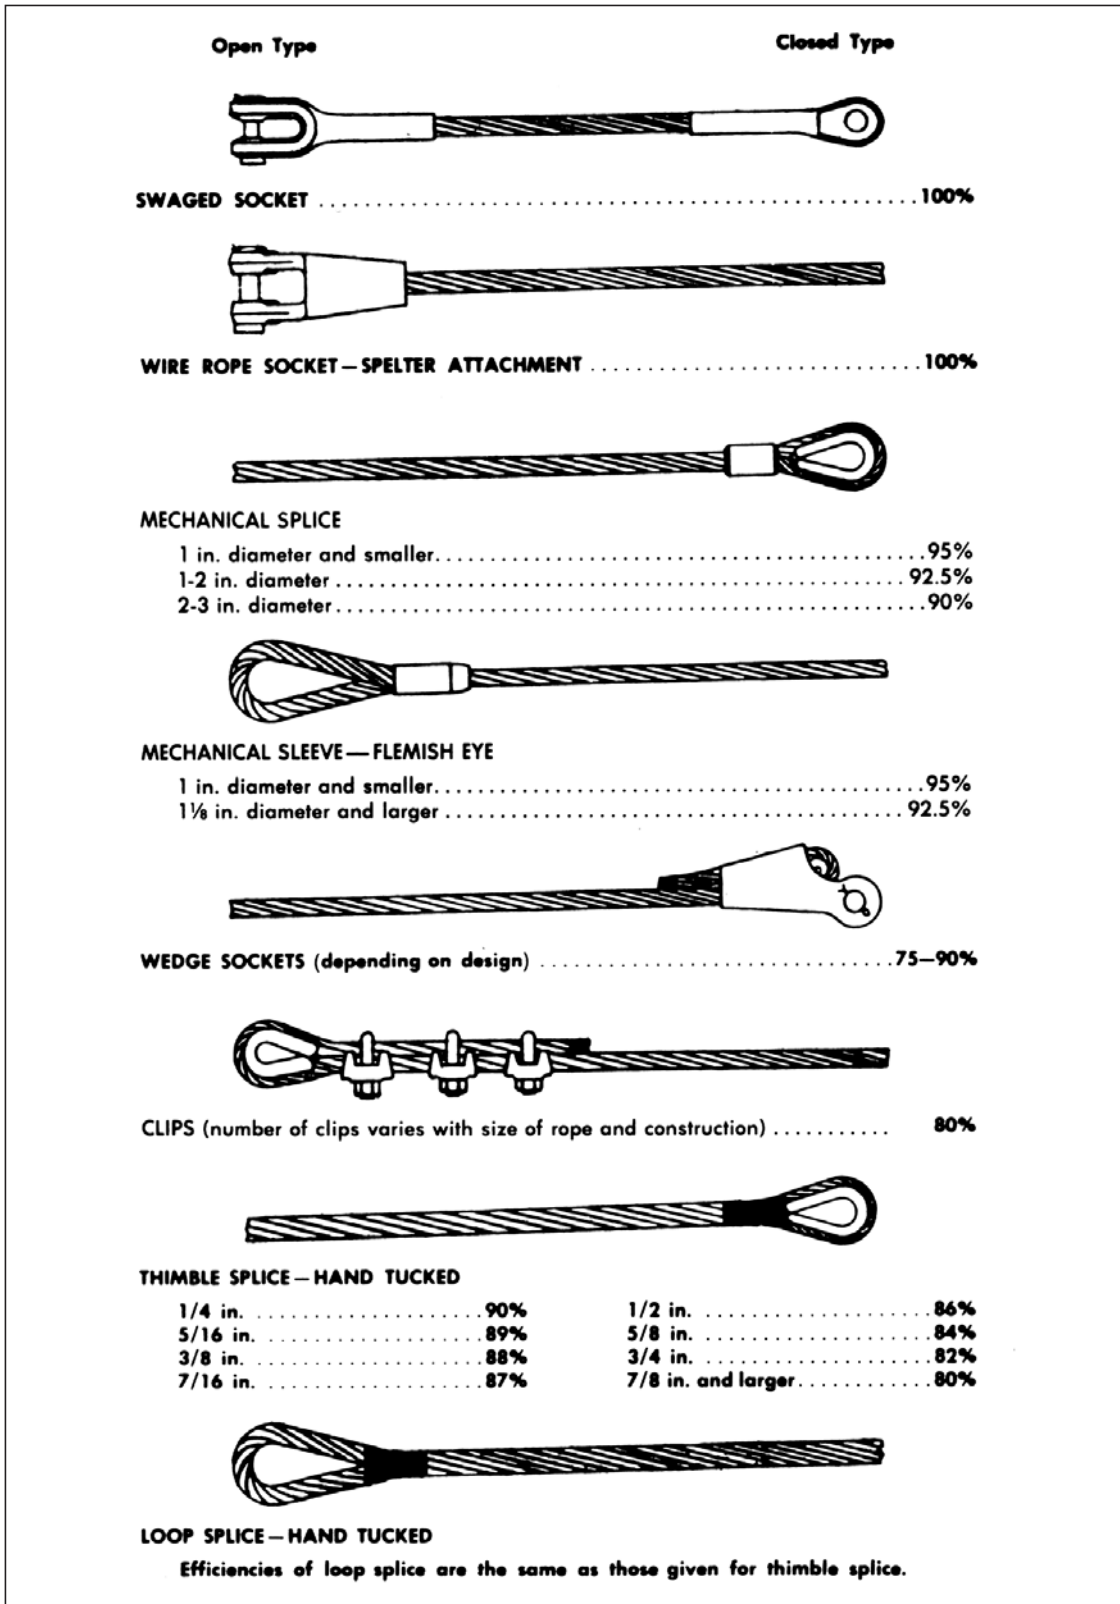 Open Type Closed Type
SWAGED SOCKET ........ 100%
WIRE ROPE SOCKET—SPELTER ATTACHMENT ........ 100%
MECHANICAL SPLICE
1 in. diameter and smaller ........ 95%
1-2 in. diameter ........ 92.5%
2-3 in. diameter ........ 90%
MECHANICAL SLEEVE—FLEMISH EYE
1 in. diameter and smaller ........ 95%
1⅛ in. diameter and larger ........ 92.5%
WEDGE SOCKETS (depending on design) ........ 75—90%
CLIPS (number of clips varies with size of rope and construction) ........ 80%
THIMBLE SPLICE—HAND TUCKED
1/4 in. ........ 90% 1/2 in. ........ 86%
5/16 in. ........ 89% 5/8 in. ........ 84%
3/8 in. ........ 88% 3/4 in. ........ 82%
7/16 in. ........ 87% 7/8 in. and larger ........ 80%
LOOP SPLICE—HAND TUCKED
Efficiencies of loop splice are the same as those given for thimble splice.